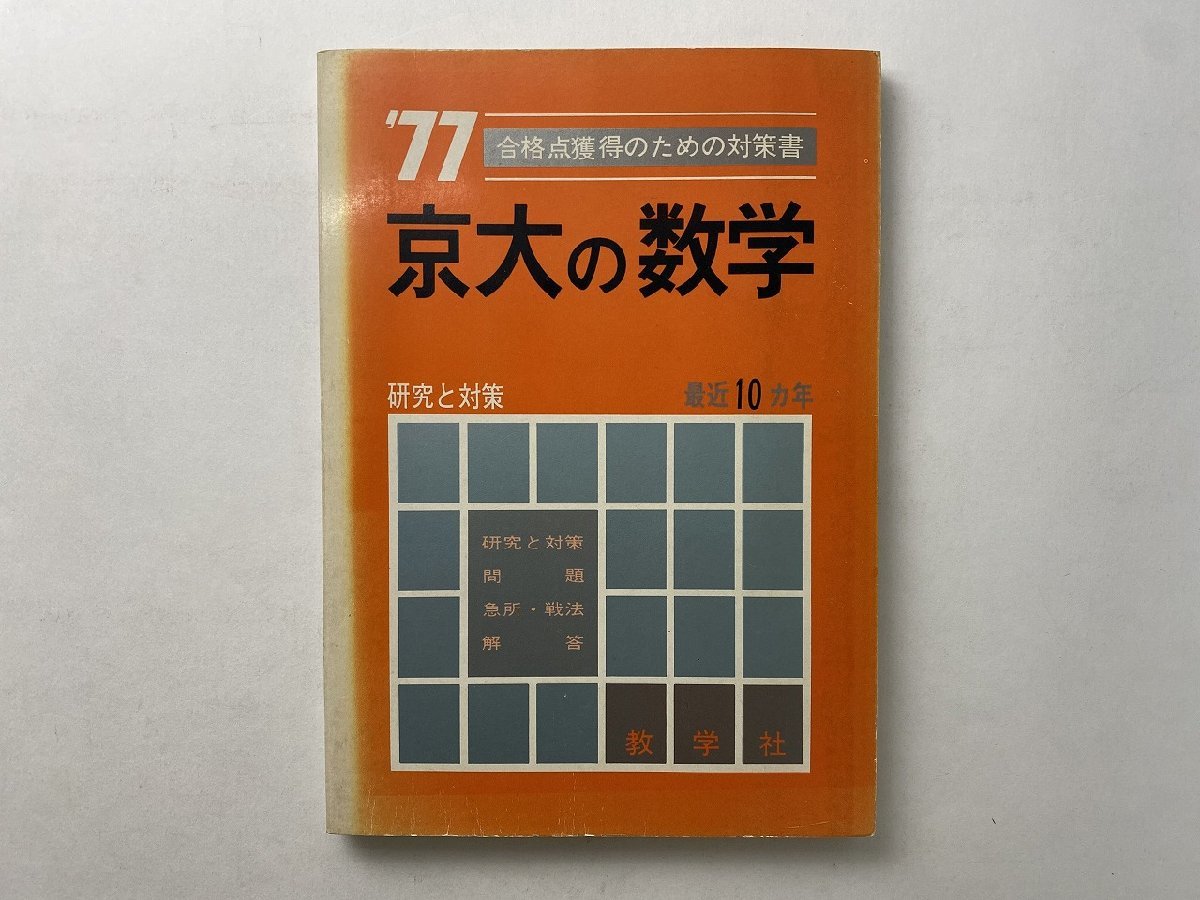 '77
合格点獲得のための対策書
京大の数学
研究と対策
最近10カ年
研究と対策
問題
急所・戦法
解答
教学社